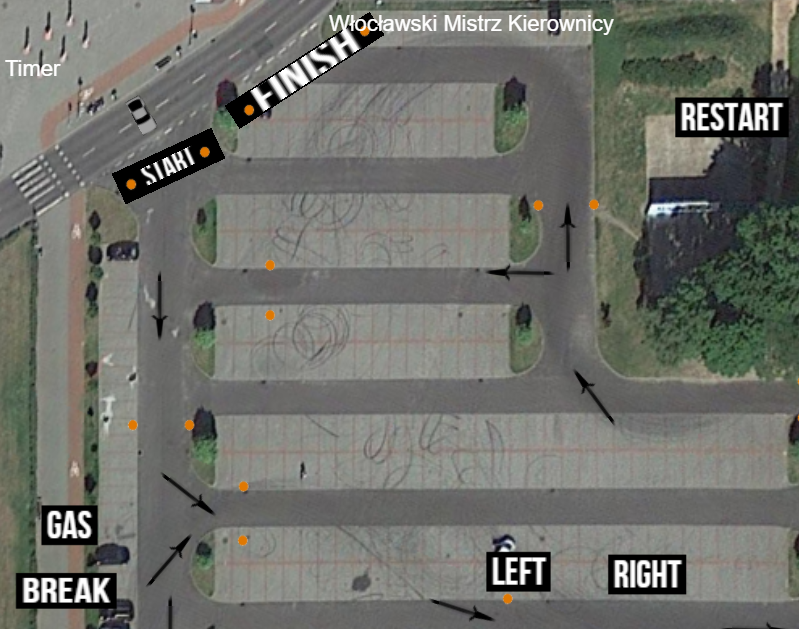 Włocławski Mistrz Kierownicy
Timer
FINISH
START
RESTART
GAS
BREAK
LEFT
RIGHT